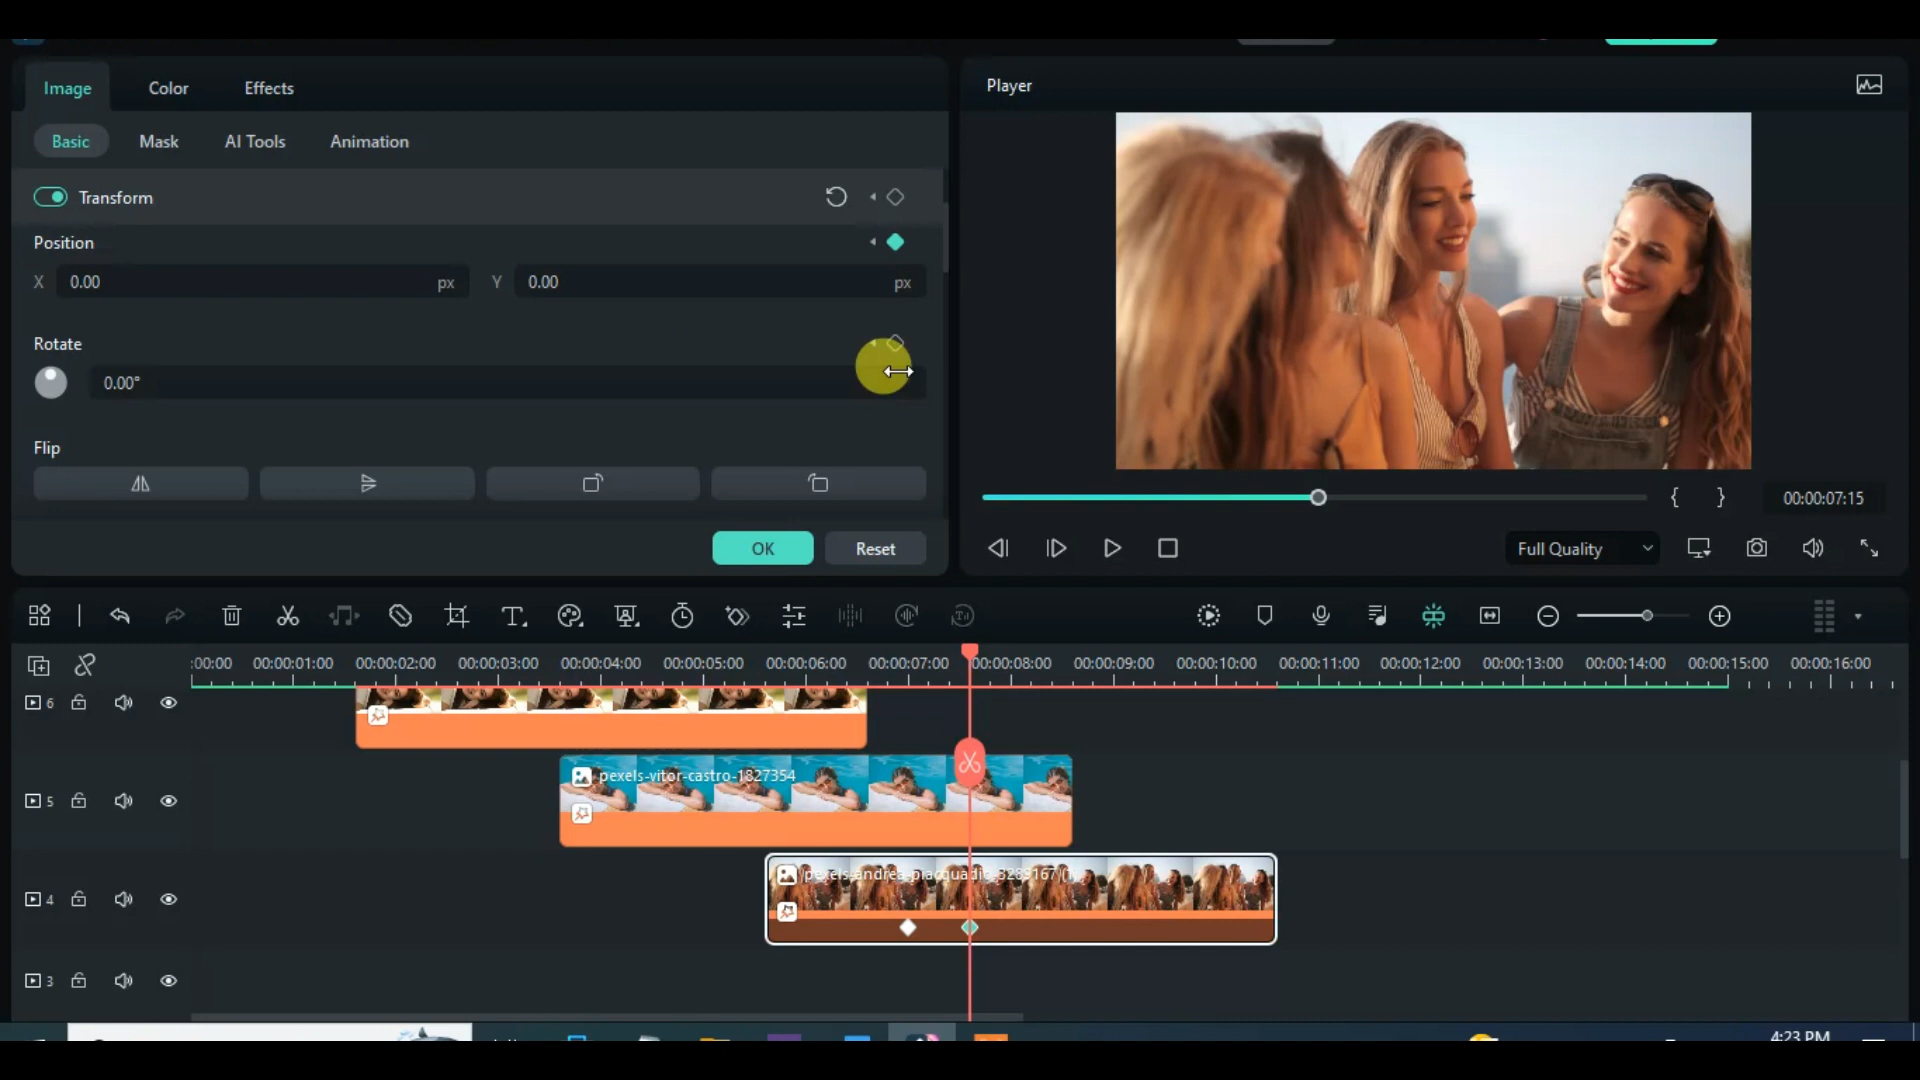 Image Color Effects
Player
Basic Mask AI Tools Animation
Transform
Position
X 0.00 px Y 0.00 px
Rotate
0.00°
Flip
00:00:07:15
OK Reset
Full Quality
:00:00 00:00:01:00 00:00:02:00 00:00:03:00 00:00:04:00 00:00:05:00 00:00:06:00 00:00:07:00 00:00:08:00 00:00:09:00 00:00:10:00 00:00:11:00 00:00:12:00 00:00:13:00 00:00:14:00 00:00:15:00 00:00:16:00
6
pexels-vitor-castro-1827354
5
pexels-andrea-piacquadio-3289167 (1
4
3
4:23 PM